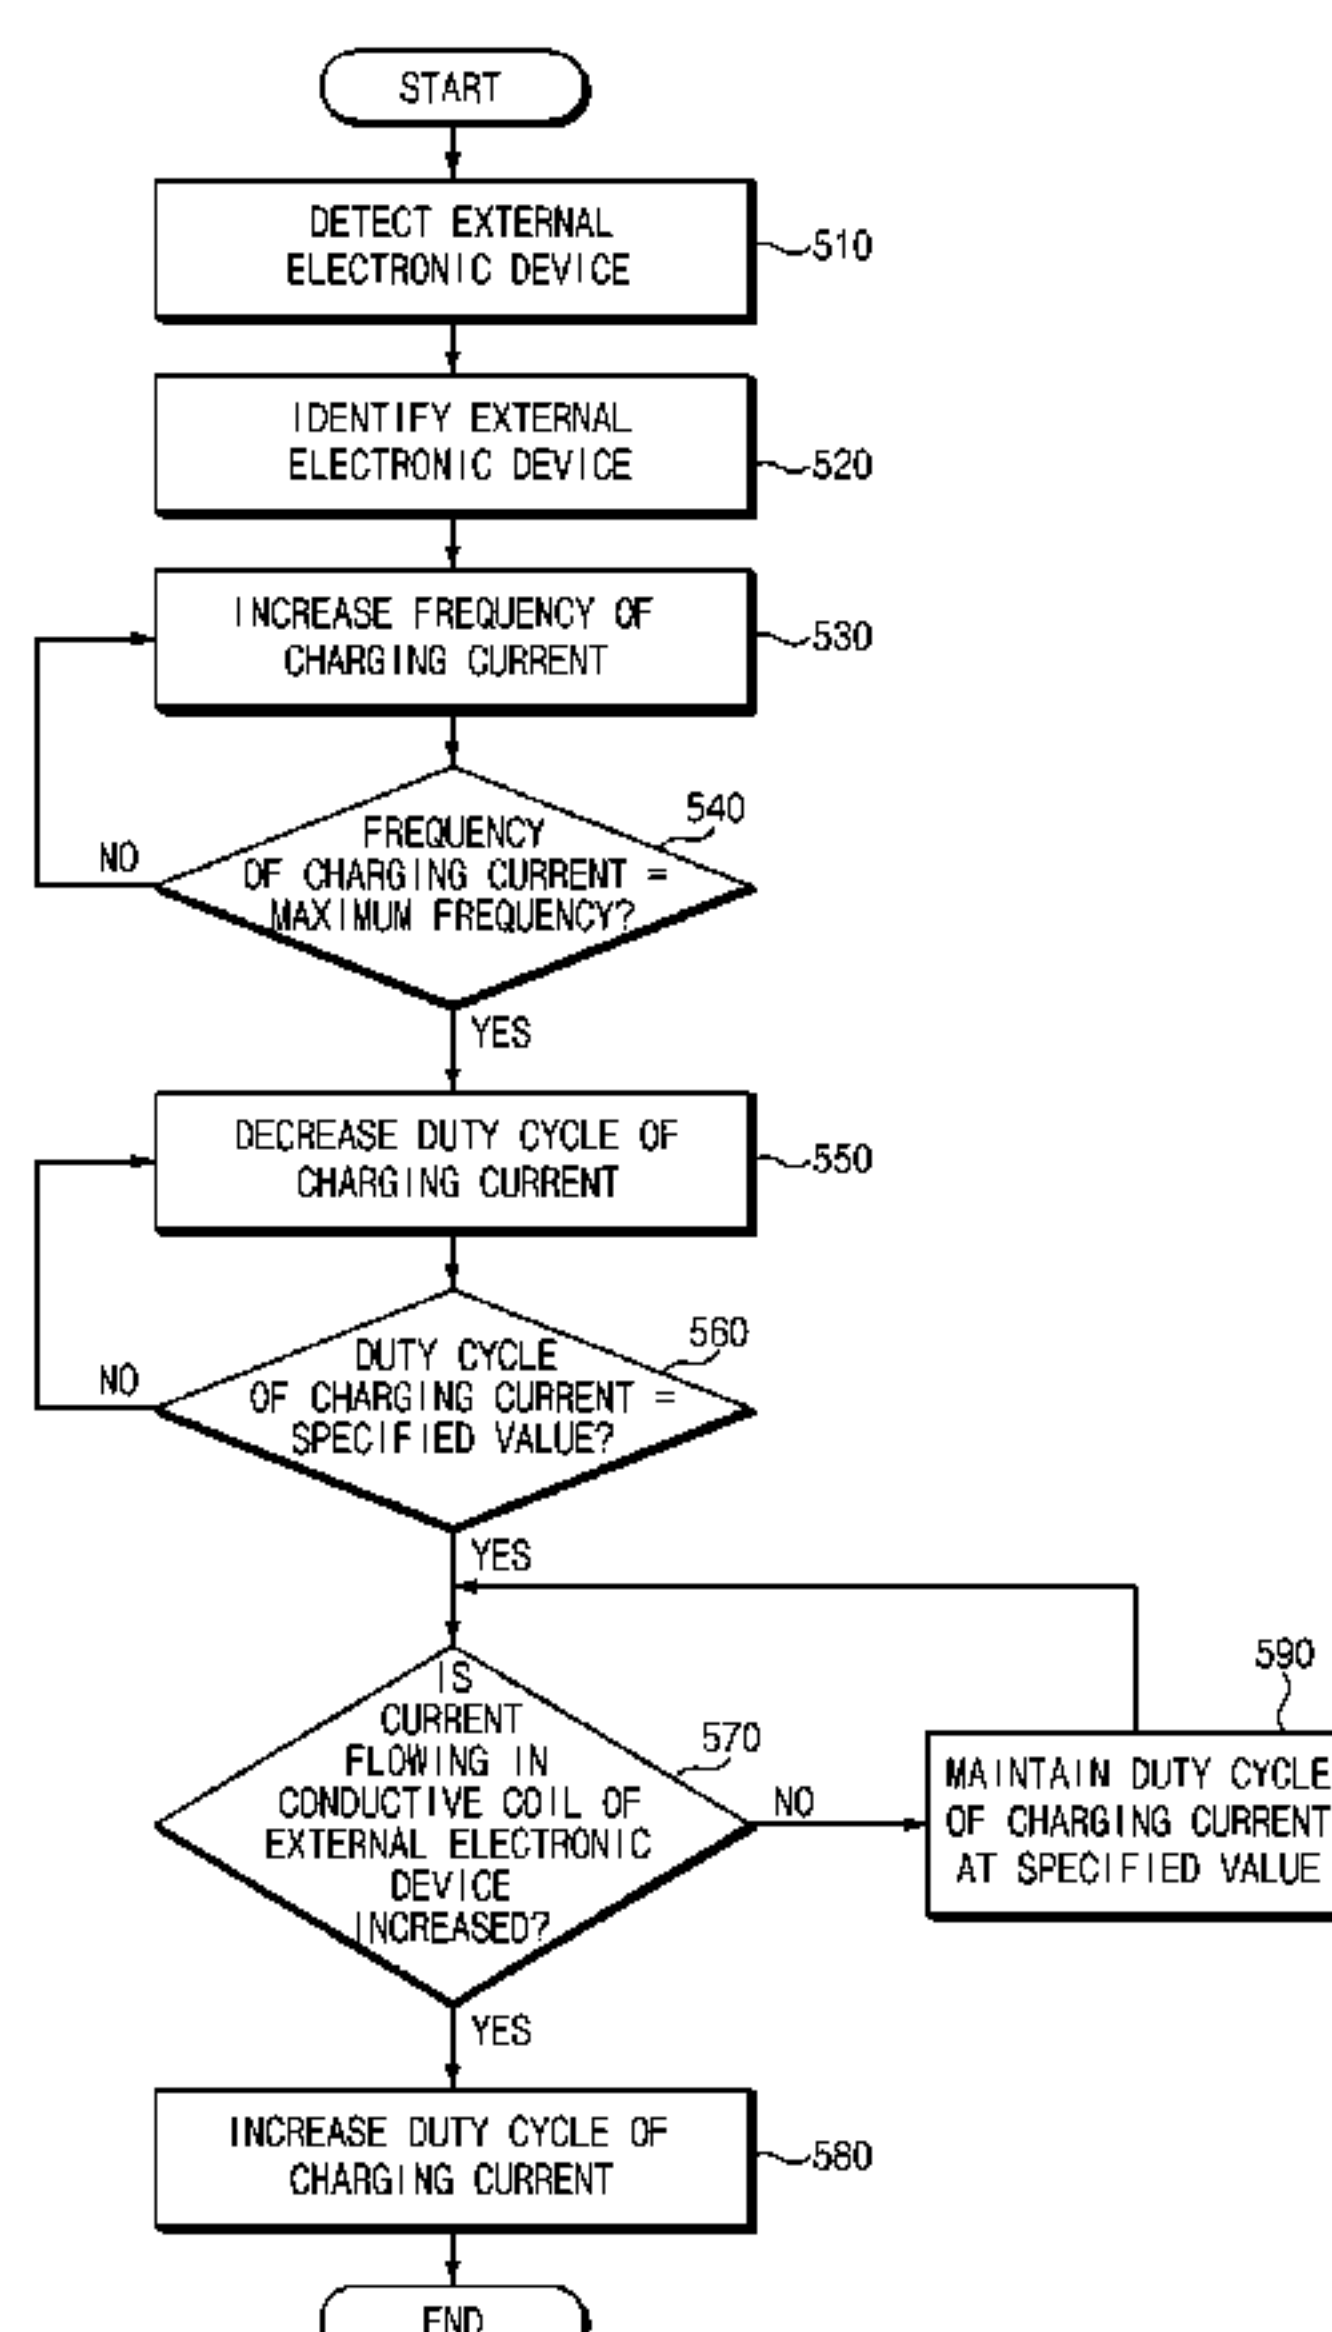 START
DETECT EXTERNAL
ELECTRONIC DEVICE
510
IDENTIFY EXTERNAL
ELECTRONIC DEVICE
520
INCREASE FREQUENCY OF
CHARGING CURRENT
530
540
FREQUENCY
OF CHARGING CURRENT =
MAXIMUM FREQUENCY?
NO
YES
DECREASE DUTY CYCLE OF
CHARGING CURRENT
550
560
DUTY CYCLE
OF CHARGING CURRENT =
SPECIFIED VALUE?
NO
YES
570
IS
CURRENT
FLOWING IN
CONDUCTIVE COIL OF
EXTERNAL ELECTRONIC
DEVICE
INCREASED?
NO
590
MAINTAIN DUTY CYCLE
OF CHARGING CURRENT
AT SPECIFIED VALUE
YES
INCREASE DUTY CYCLE OF
CHARGING CURRENT
580
END